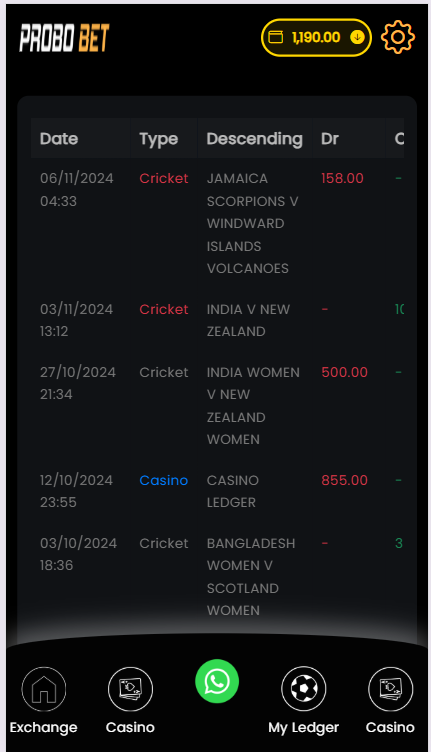 PROBO BET
1,190.00
Date Type Descending Dr C
06/11/2024 Cricket JAMAICA 158.00 -
04:33 SCORPIONS V
WINDWARD
ISLANDS
VOLCANOES
03/11/2024 Cricket INDIA V NEW - 10
13:12 ZEALAND
27/10/2024 Cricket INDIA WOMEN 500.00 -
21:34 V NEW
ZEALAND
WOMEN
12/10/2024 Casino CASINO 855.00 -
23:55 LEDGER
03/10/2024 Cricket BANGLADESH - 3
18:36 WOMEN V
SCOTLAND
WOMEN
Exchange Casino My Ledger Casino